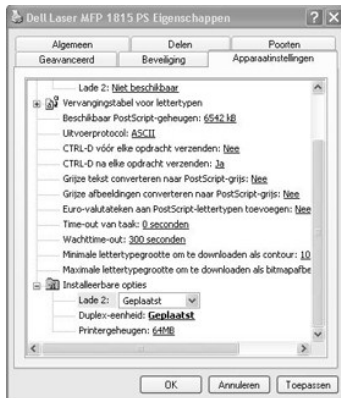 Dell Laser MFP 1815 PS Eigenschappen
Algemeen Delen Poorten
Geavanceerd Beveiliging Apparaatinstellingen
Lade 2: Niet beschikbaar
Vervangingstabel voor lettertypen
Beschikbaar PostScript-geheugen: 6542 kB
Uitvoerprotocol: ASCII
CTRL-D vóór elke opdracht verzenden: Nee
CTRL-D na elke opdracht verzenden: Ja
Grijze tekst converteren naar PostScript-grijs: Nee
Grijze afbeeldingen converteren naar PostScript-grijs: Nee
Euro-valutateken aan PostScript-lettertypen toevoegen: Nee
Time-out van taak: 0 seconden
Wachttime-out: 300 seconden
Minimale lettertypegrootte om te downloaden als contour: 10
Maximale lettertypegrootte om te downloaden als bitmapafbe
Installeerbare opties
Lade 2: Geplaatst
Duplex-eenheid: Geplaatst
Printergeheugen: 64MB
OK Annuleren Toepassen